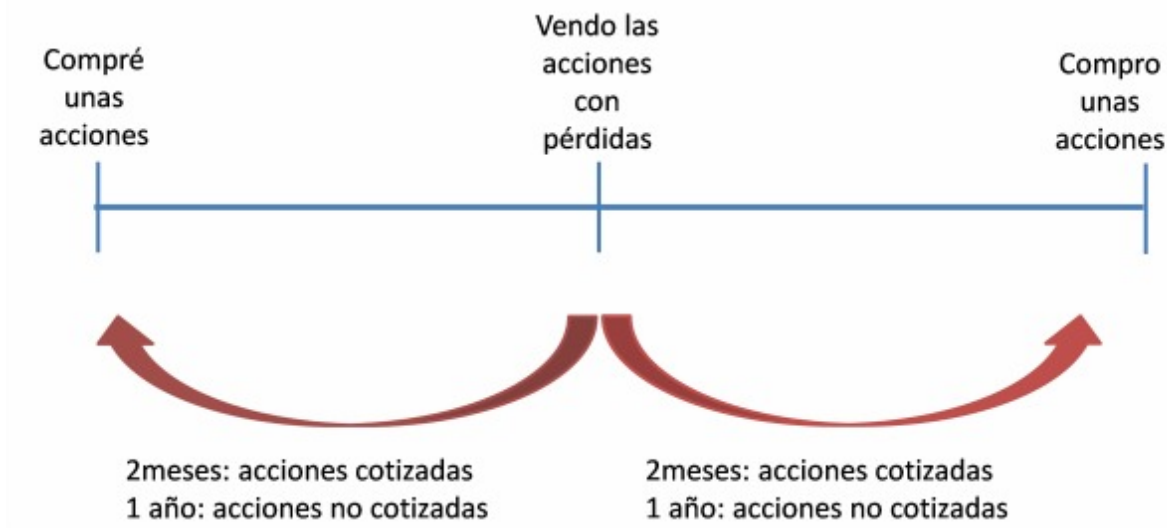 Compré
unas
acciones
Vendo las
acciones
con
pérdidas
Compro
unas
acciones
2meses: acciones cotizadas
1 año: acciones no cotizadas
2meses: acciones cotizadas
1 año: acciones no cotizadas